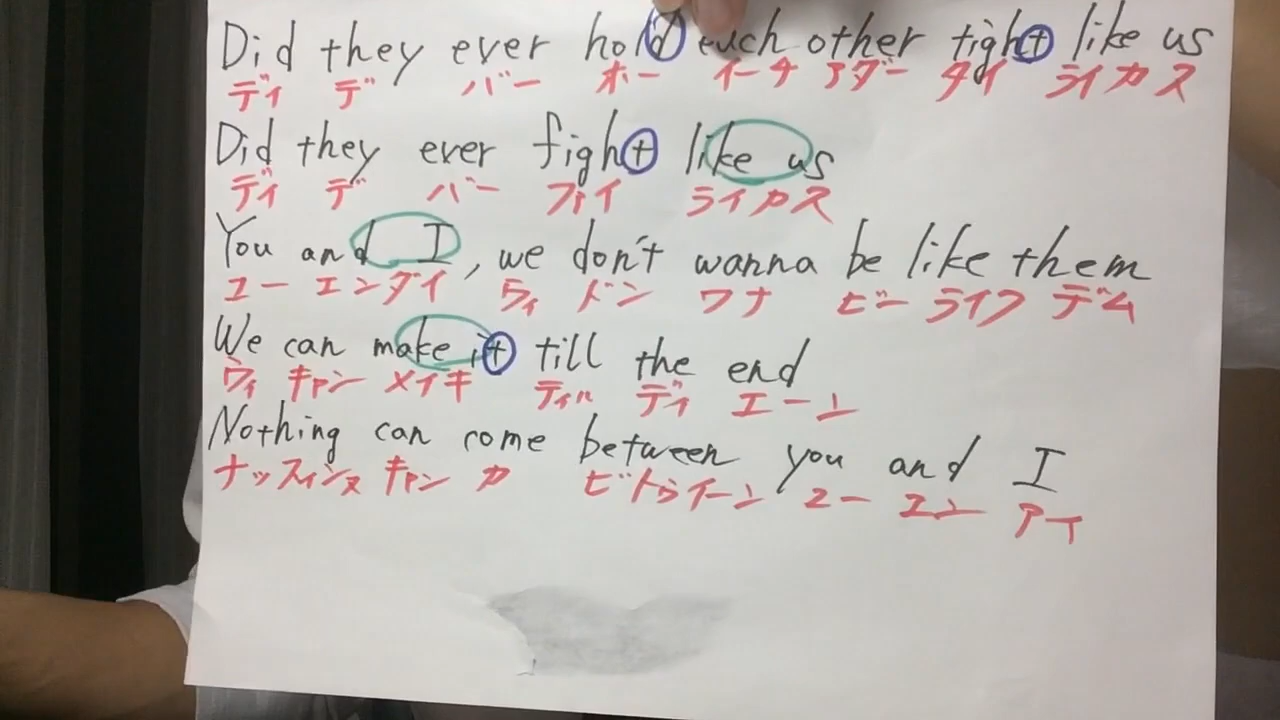 Did they ever hold each other tight like us
ディ デ バー ホー イーチ アダー タイ ライカス
Did they ever fight like us
ディ デ バー ファイ ライカス
You and I, we don't wanna be like them
ユー エンダイ ウィ ドン ワナ ビー ライク デム
We can make it till the end
ウィ キャン メイキ ティル ディ エーン
Nothing can come between you and I
ナッスィンヌ キャン カ ビトゥイーン ユー エン アーイ